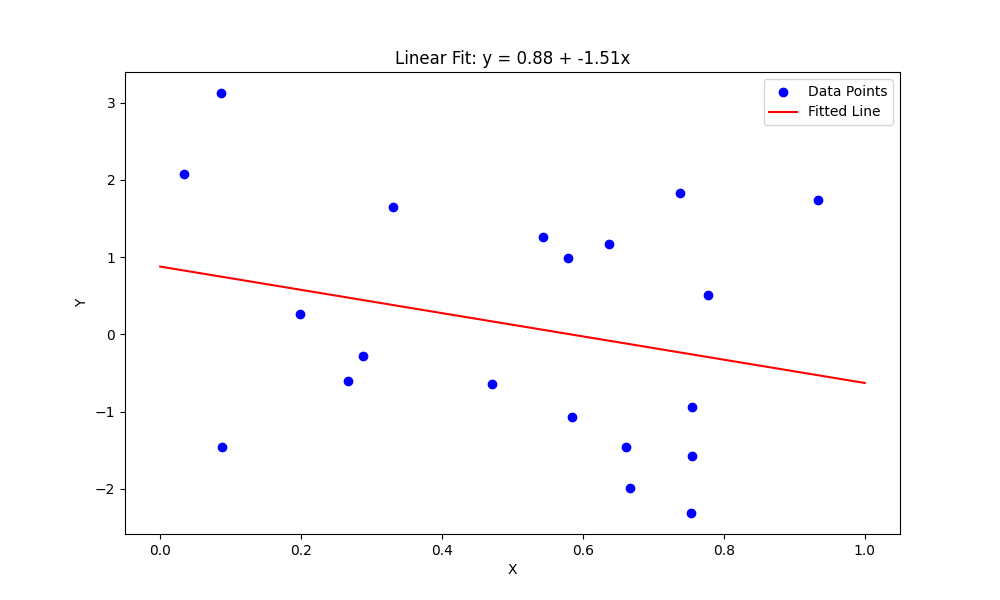 Linear Fit: y = 0.88 + -1.51x
Data Points
Fitted Line
3
2
1
0
−1
−2
Y
0.0 0.2 0.4 0.6 0.8 1.0
X